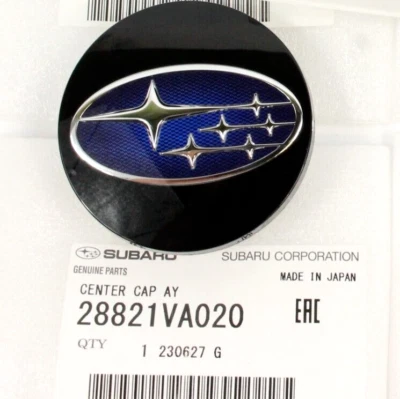 SUBARU SUBARU CORPORATION
GENUINE PARTS
MADE IN JAPAN
CENTER CAP AY
28821VA020 EAC
QTY 1 230627 G